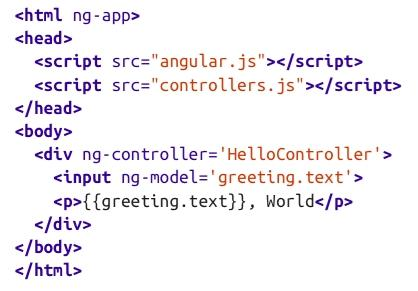 <html ng-app>
<head>
  <script src="angular.js"></script>
  <script src="controllers.js"></script>
</head>
<body>
  <div ng-controller='HelloController'>
    <input ng-model='greeting.text'>
    <p>{{greeting.text}}, World</p>
  </div>
</body>
</html>